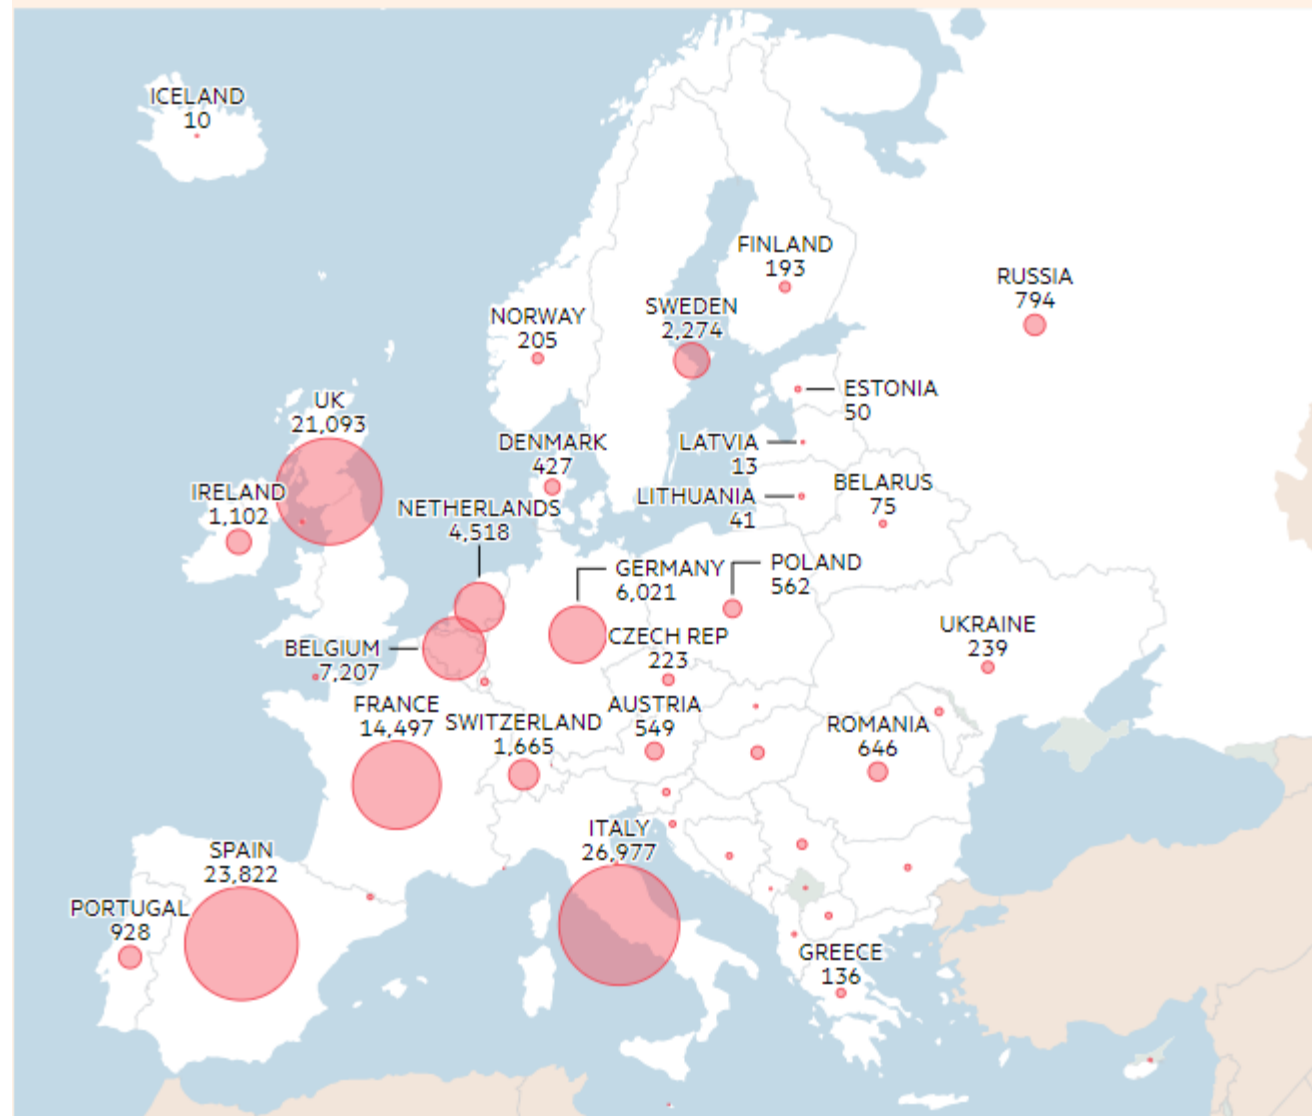 ICELAND
10
FINLAND
193
RUSSIA
794
SWEDEN
2,274
NORWAY
205
ESTONIA
50
UK
21,093
DENMARK
427
LATVIA
13
BELARUS
75
IRELAND
1,102
LITHUANIA
41
NETHERLANDS
4,518
GERMANY
6,021
POLAND
562
UKRAINE
239
CZECH REP
223
BELGIUM
7,207
FRANCE
14,497
SWITZERLAND
1,665
AUSTRIA
549
ROMANIA
646
ITALY
26,977
SPAIN
23,822
PORTUGAL
928
GREECE
136